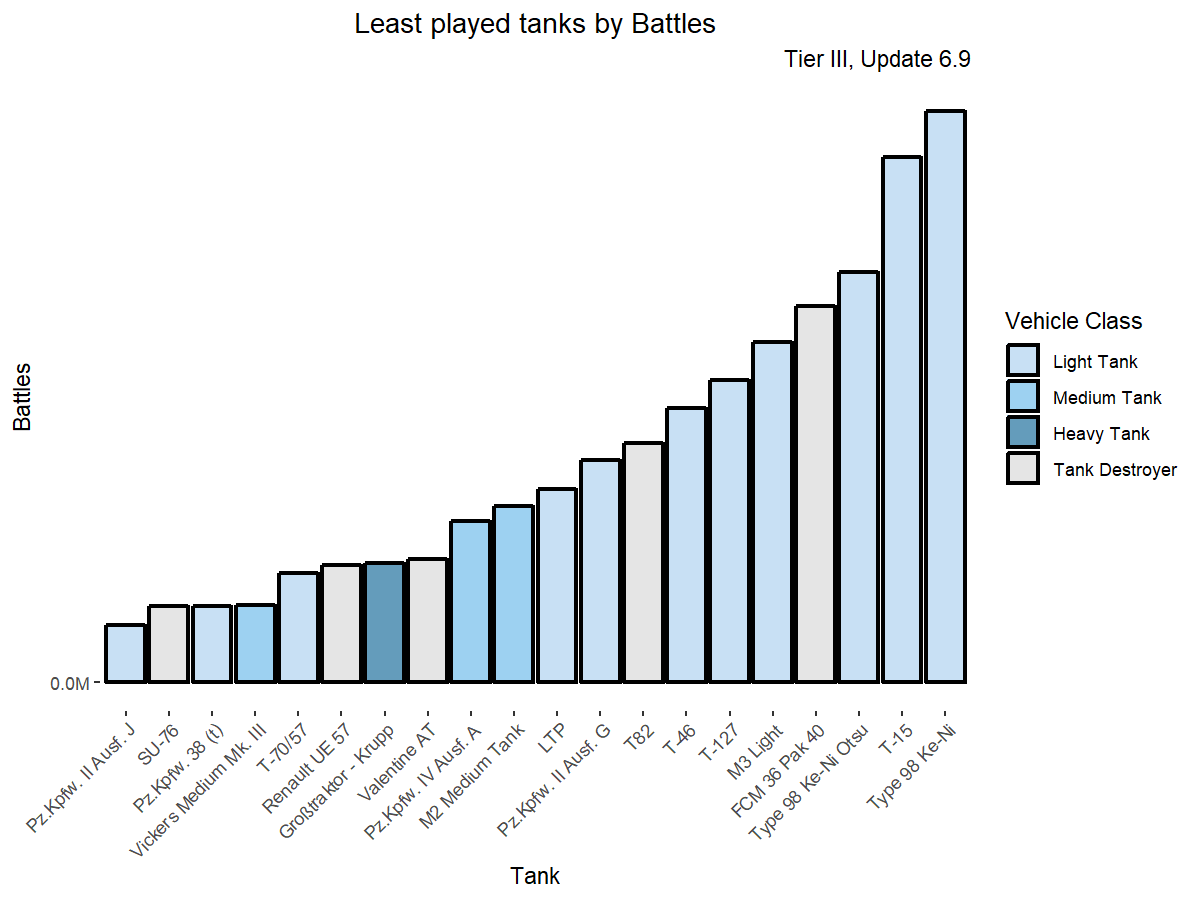 Least played tanks by Battles
Tier III, Update 6.9
Battles
0.0M
Pz.Kpfw. II Ausf. J
SU-76
Pz.Kpfw. 38 (t)
Vickers Medium Mk. III
T-70/57
Renault UE 57
Großtraktor - Krupp
Valentine AT
Pz.Kpfw. IV Ausf. A
M2 Medium Tank
LTP
Pz.Kpfw. II Ausf. G
T82
T-46
T-127
M3 Light
FCM 36 Pak 40
Type 98 Ke-Ni Otsu
T-15
Type 98 Ke-Ni
Tank
Vehicle Class
Light Tank
Medium Tank
Heavy Tank
Tank Destroyer